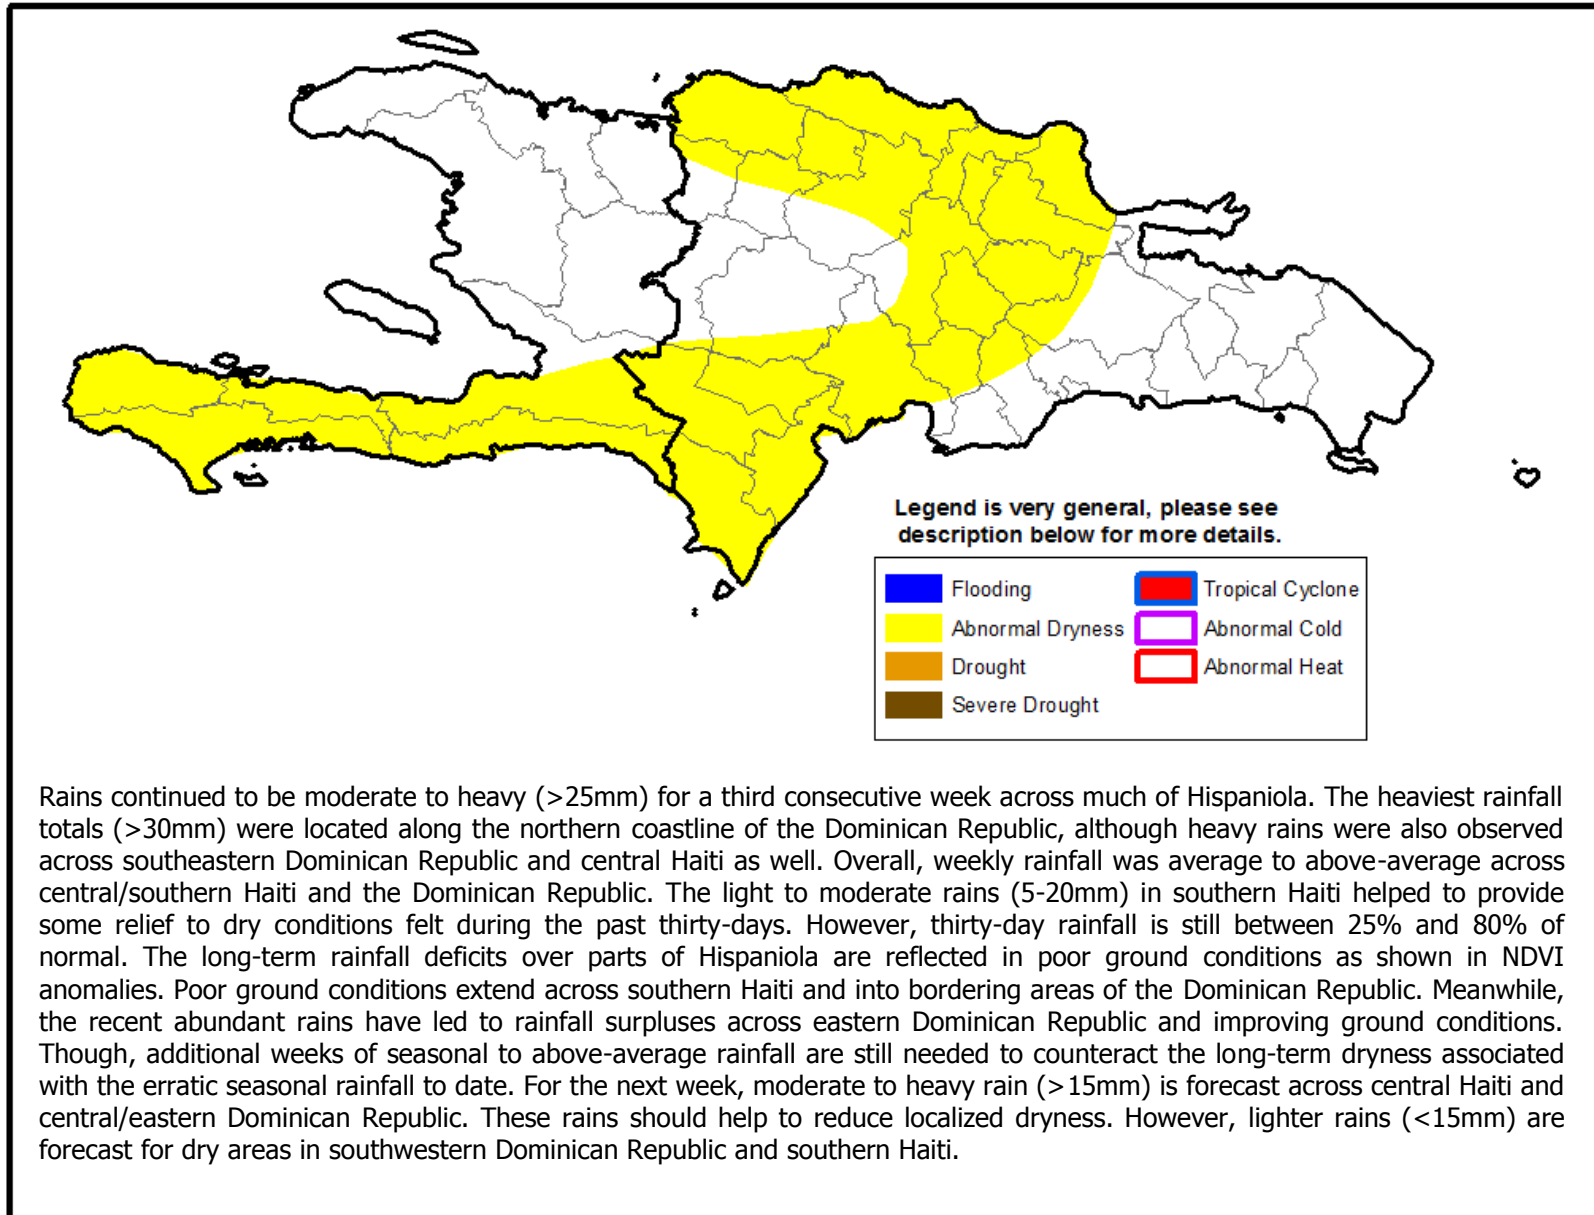 Legend is very general, please see
description below for more details.
Flooding
Tropical Cyclone
Abnormal Dryness
Abnormal Cold
Drought
Abnormal Heat
Severe Drought
Rains continued to be moderate to heavy (>25mm) for a third consecutive week across much of Hispaniola. The heaviest rainfall
totals (>30mm) were located along the northern coastline of the Dominican Republic, although heavy rains were also observed
across southeastern Dominican Republic and central Haiti as well. Overall, weekly rainfall was average to above-average across
central/southern Haiti and the Dominican Republic. The light to moderate rains (5-20mm) in southern Haiti helped to provide
some relief to dry conditions felt during the past thirty-days. However, thirty-day rainfall is still between 25% and 80% of
normal. The long-term rainfall deficits over parts of Hispaniola are reflected in poor ground conditions as shown in NDVI
anomalies. Poor ground conditions extend across southern Haiti and into bordering areas of the Dominican Republic. Meanwhile,
the recent abundant rains have led to rainfall surpluses across eastern Dominican Republic and improving ground conditions.
Though, additional weeks of seasonal to above-average rainfall are still needed to counteract the long-term dryness associated
with the erratic seasonal rainfall to date. For the next week, moderate to heavy rain (>15mm) is forecast across central Haiti and
central/eastern Dominican Republic. These rains should help to reduce localized dryness. However, lighter rains (<15mm) are
forecast for dry areas in southwestern Dominican Republic and southern Haiti.